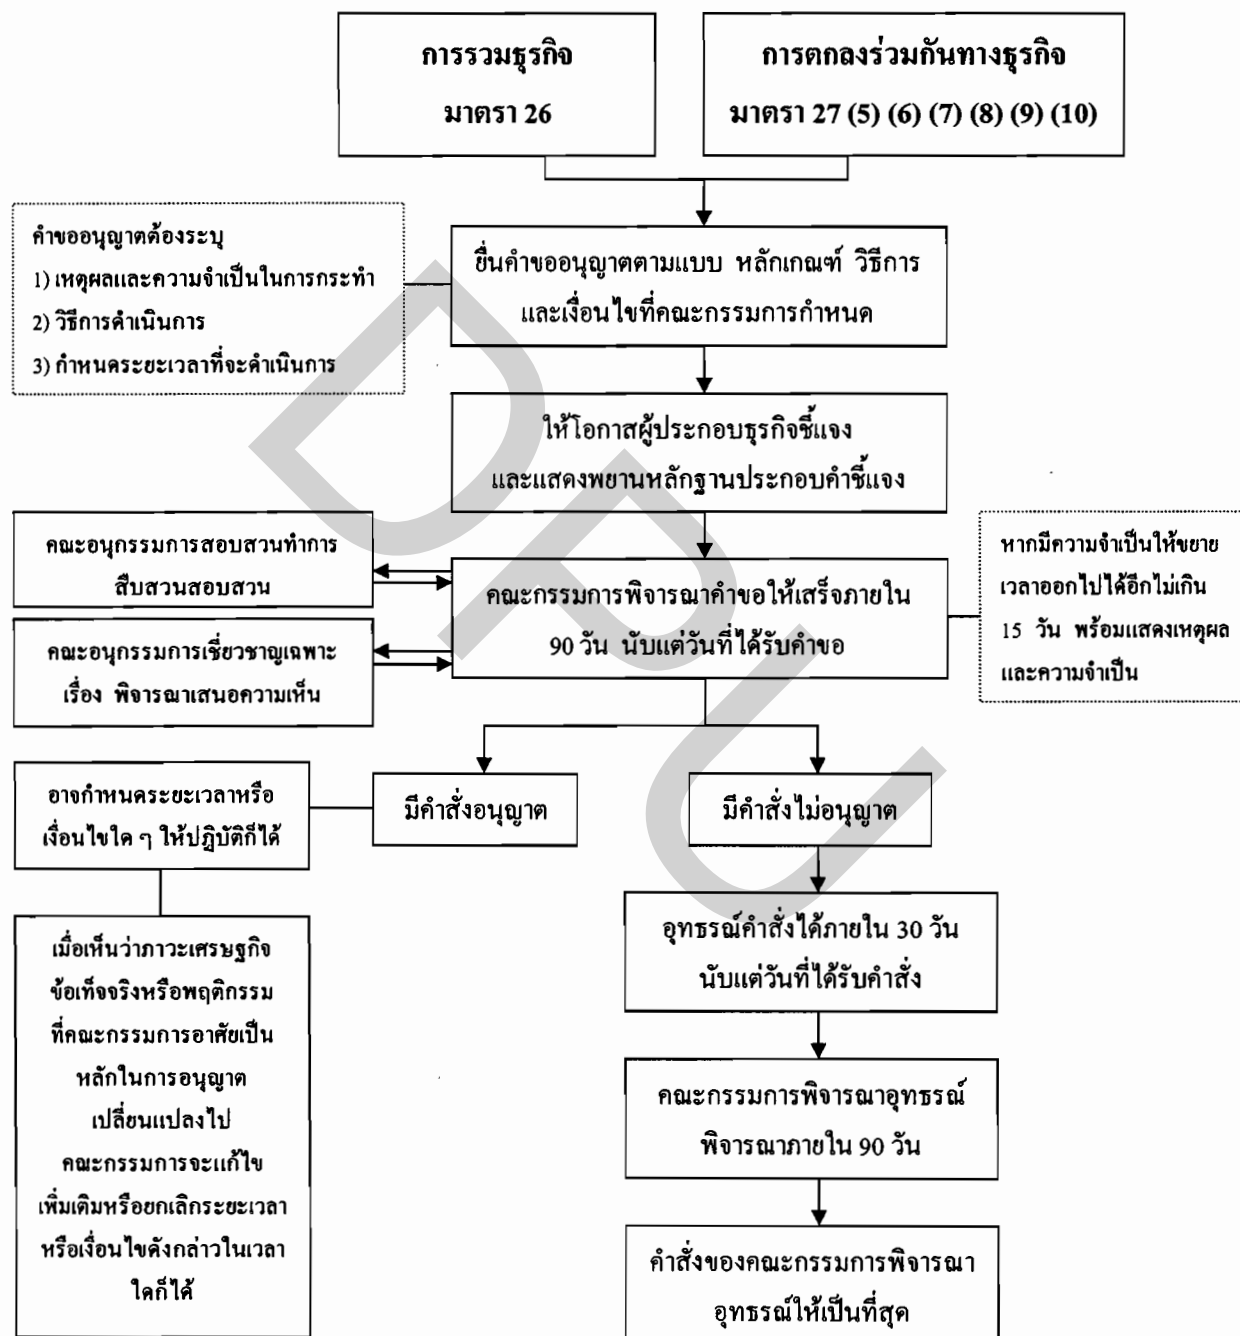 การรวมธุรกิจ
มาตรา 26
การตกลงร่วมกันทางธุรกิจ
มาตรา 27 (5) (6) (7) (8) (9) (10)
คำขออนุญาตต้องระบุ
1) เหตุผลและความจำเป็นในการกระทำ
2) วิธีการดำเนินการ
3) กำหนดระยะเวลาที่จะดำเนินการ
ยื่นคำขออนุญาตตามแบบ หลักเกณฑ์ วิธีการ
และเงื่อนไขที่คณะกรรมการกำหนด
ให้โอกาสผู้ประกอบธุรกิจชี้แจง
และแสดงพยานหลักฐานประกอบคำชี้แจง
คณะอนุกรรมการสอบสวนทำการ
สืบสวนสอบสวน
คณะอนุกรรมการเชี่ยวชาญเฉพาะ
เรื่อง พิจารณาเสนอความเห็น
คณะกรรมการพิจารณาคำขอให้เสร็จภายใน
90 วัน นับแต่วันที่ได้รับคำขอ
หากมีความจำเป็นให้ขยาย
เวลาออกไปได้อีกไม่เกิน
15 วัน พร้อมแสดงเหตุผล
และความจำเป็น
อาจกำหนดระยะเวลาหรือ
เงื่อนไขใด ๆ ให้ปฏิบัติก็ได้
มีคำสั่งอนุญาต
มีคำสั่งไม่อนุญาต
เมื่อเห็นว่าภาวะเศรษฐกิจ
ข้อเท็จจริงหรือพฤติกรรม
ที่คณะกรรมการอาศัยเป็น
หลักในการอนุญาต
เปลี่ยนแปลงไป
คณะกรรมการจะแก้ไข
เพิ่มเติมหรือยกเลิกระยะเวลา
หรือเงื่อนไขดังกล่าวในเวลา
ใดก็ได้
อุทธรณ์คำสั่งได้ภายใน 30 วัน
นับแต่วันที่ได้รับคำสั่ง
คณะกรรมการพิจารณาอุทธรณ์
พิจารณาภายใน 90 วัน
คำสั่งของคณะกรรมการพิจารณา
อุทธรณ์ให้เป็นที่สุด
DPU